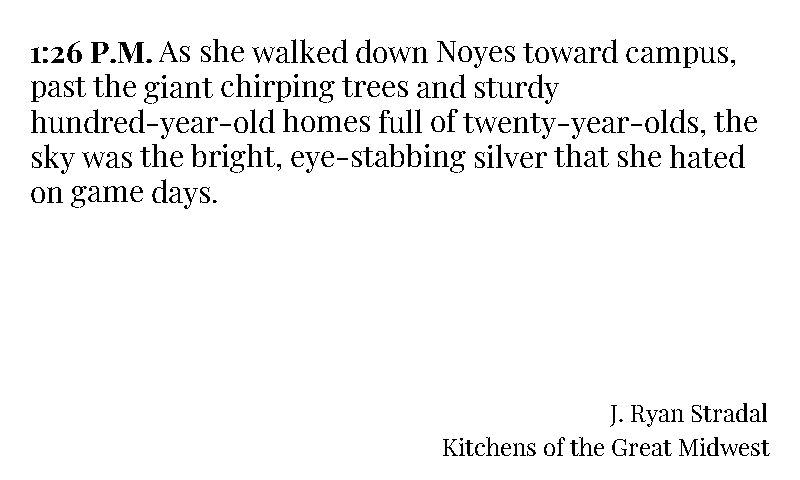 1:26 P.M. As she walked down Noyes toward campus,
past the giant chirping trees and sturdy
hundred-year-old homes full of twenty-year-olds, the
sky was the bright, eye-stabbing silver that she hated
on game days.
J. Ryan Stradal
Kitchens of the Great Midwest